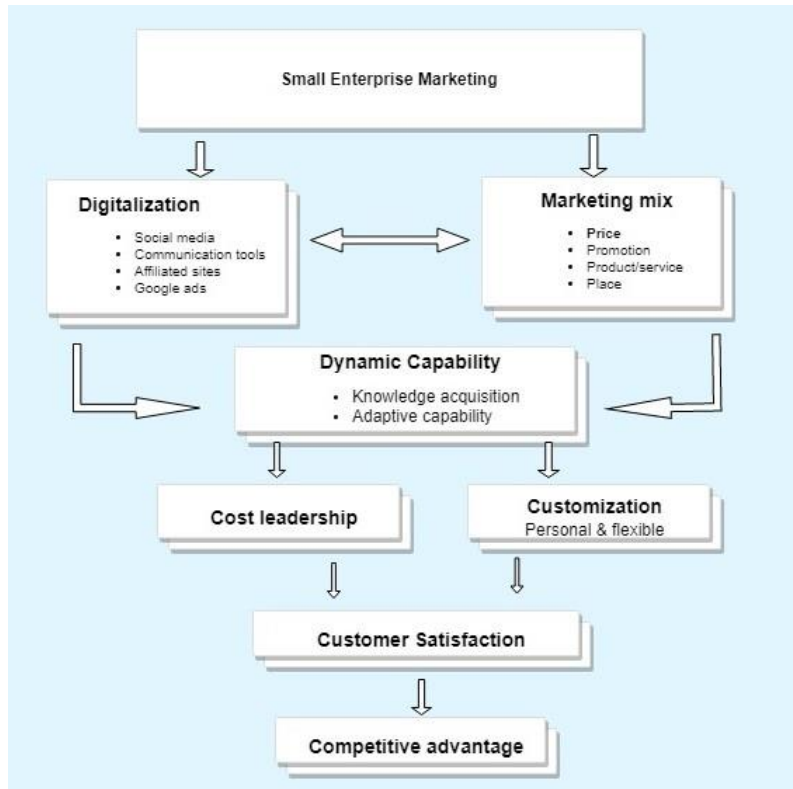 Small Enterprise Marketing
Digitalization
• Social media
• Communication tools
• Affiliated sites
• Google ads
Marketing mix
• Price
• Promotion
• Product/service
• Place
Dynamic Capability
• Knowledge acquisition
• Adaptive capability
Cost leadership
Customization
Personal & flexible
Customer Satisfaction
Competitive advantage